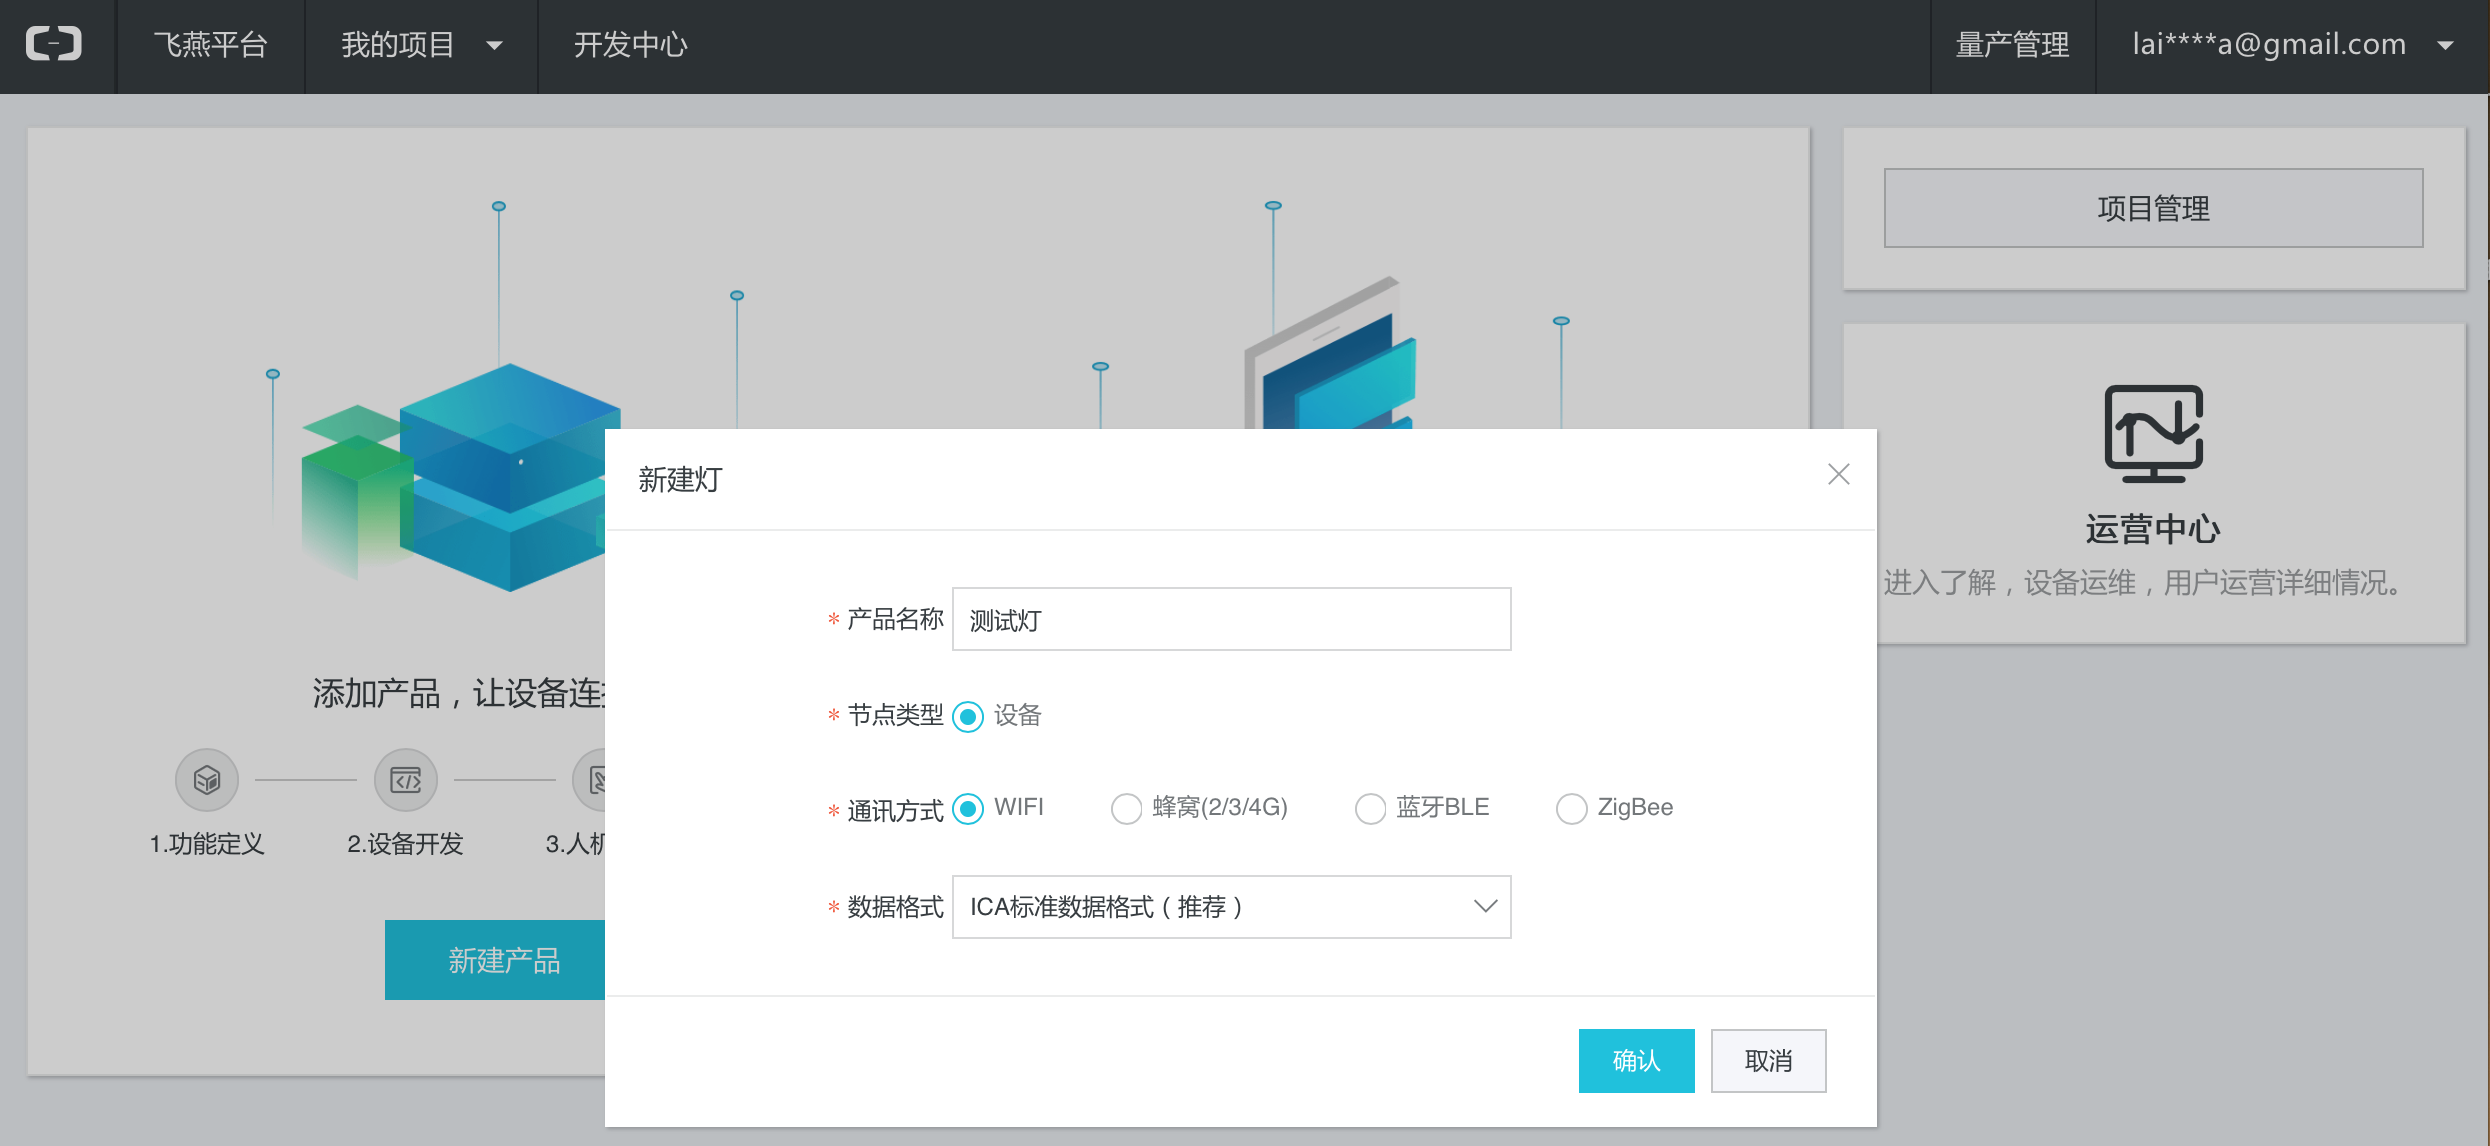 飞燕平台
我的项目
开发中心
量产管理
lai****a@gmail.com
项目管理
运营中心
进入了解，设备运维，用户运营详细情况。
添加产品，让设备连
1.功能定义
2.设备开发
3.人机
新建产品
新建灯
* 产品名称 测试灯
* 节点类型 设备
* 通讯方式 WIFI 蜂窝(2/3/4G) 蓝牙BLE ZigBee
* 数据格式 ICA标准数据格式（推荐）
确认
取消